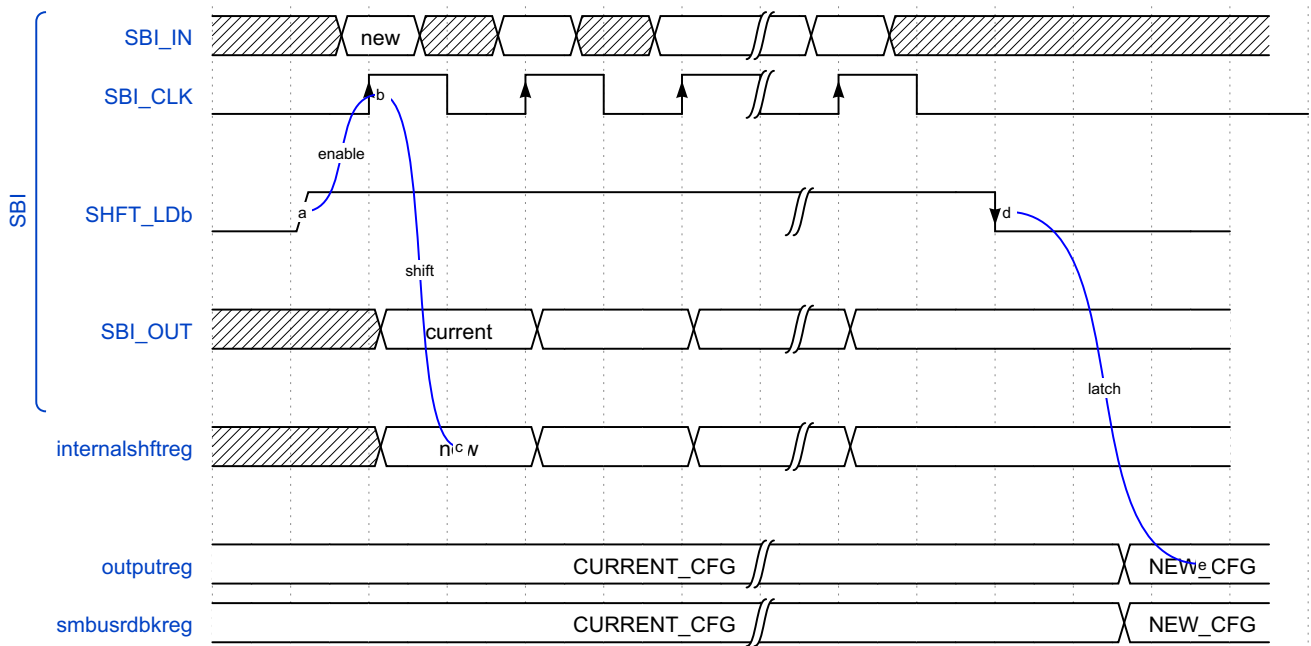 SBI
SBI_IN
new
SBI_CLK
b
enable
SHFT_LDb
a
d
shift
SBI_OUT
current
latch
internalshftreg
c
outputreg
CURRENT_CFG
NEW_CFG
e
smbusrdbkreg
CURRENT_CFG
NEW_CFG